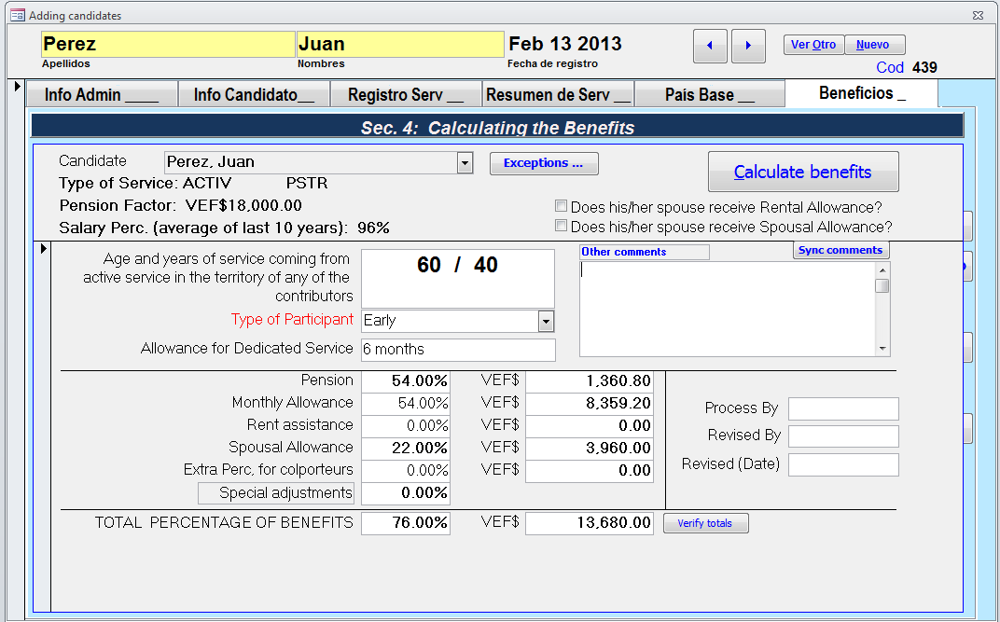 Adding candidates
Perez Juan Feb 13 2013
Apellidos Nombres Fecha de registro
Ver Otro Nuevo
Cod 439
Info Admin ____ Info Candidato__ Registro Serv __ Resumen de Serv __ País Base __ Beneficios _
Sec. 4: Calculating the Benefits
Candidate Perez, Juan Exceptions ... Calculate benefits
Type of Service: ACTIV PSTR
Pension Factor: VEF$18,000.00
Does his/her spouse receive Rental Allowance?
Salary Perc. (average of last 10 years): 96%
Does his/her spouse receive Spousal Allowance?
Age and years of service coming from
active service in the territory of any of the
contributors
60 / 40
Other comments Sync comments
Type of Participant Early
Allowance for Dedicated Service 6 months
Pension 54.00% VEF$ 1,360.80
Monthly Allowance 54.00% VEF$ 8,359.20
Rent assistance 0.00% VEF$ 0.00
Spousal Allowance 22.00% VEF$ 3,960.00
Extra Perc, for colporteurs 0.00% VEF$ 0.00
Special adjustments 0.00%
Process By
Revised By
Revised (Date)
TOTAL PERCENTAGE OF BENEFITS 76.00% VEF$ 13,680.00 Verify totals